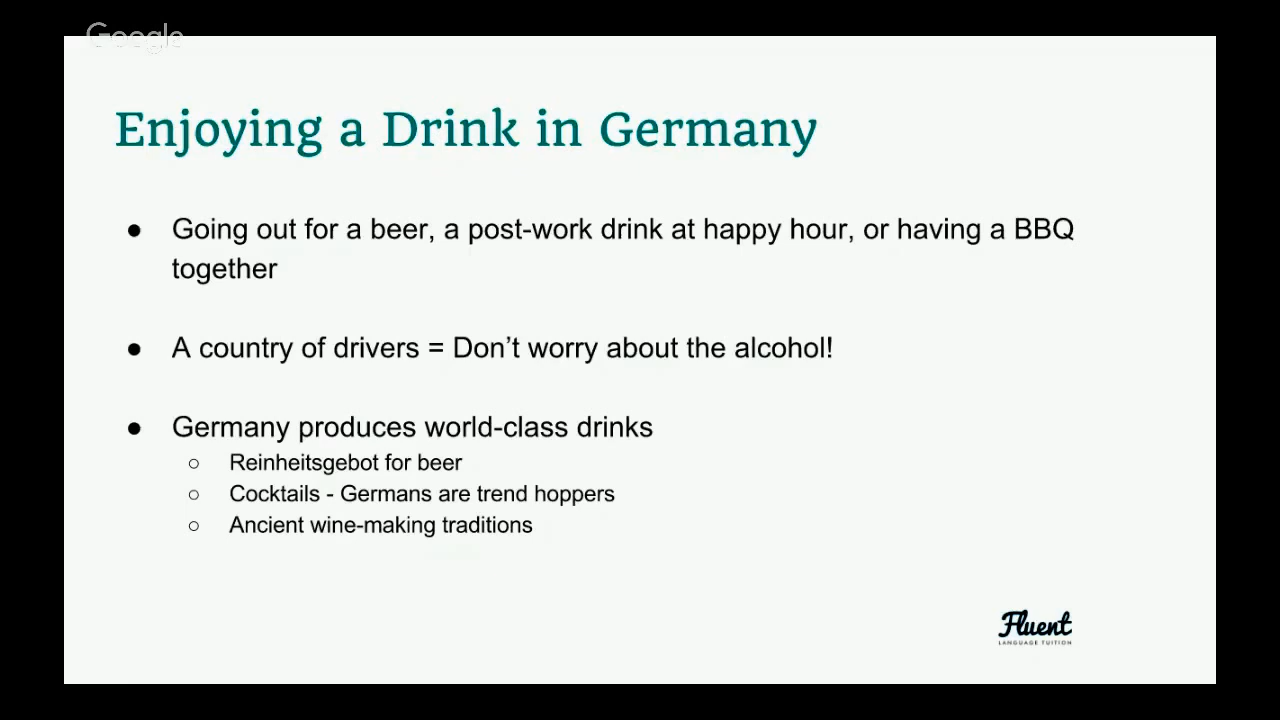 Google
Enjoying a Drink in Germany
● Going out for a beer, a post-work drink at happy hour, or having a BBQ
together
● A country of drivers = Don't worry about the alcohol!
● Germany produces world-class drinks
○ Reinheitsgebot for beer
○ Cocktails - Germans are trend hoppers
○ Ancient wine-making traditions
Fluent
LANGUAGE TUITION